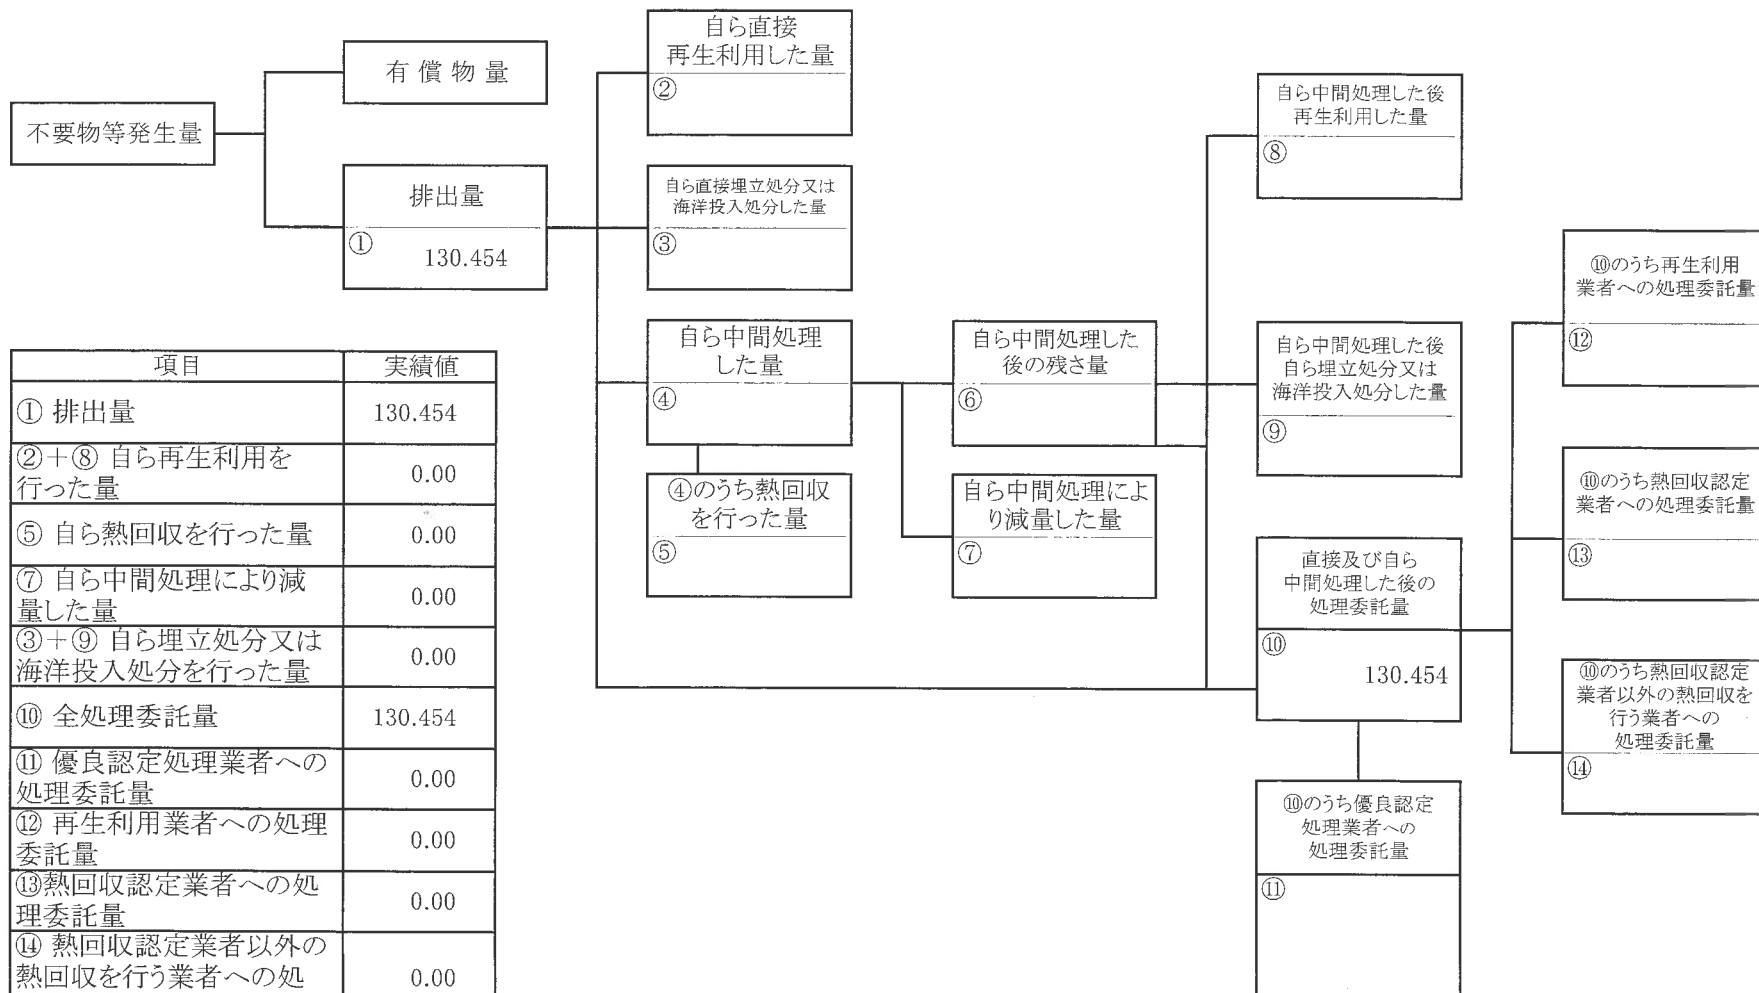 不要物等発生量
有償物量
排出量
①
130.454
自ら直接
再生利用した量
②
自ら直接埋立処分又は
海洋投入処分した量
③
自ら中間処理
した量
④
④のうち熱回収
を行った量
⑤
自ら中間処理した
後の残さ量
⑥
自ら中間処理によ
り減量した量
⑦
自ら中間処理した後
再生利用した量
⑧
自ら中間処理した後
自ら埋立処分又は
海洋投入処分した量
⑨
直接及び自ら
中間処理した後の
処理委託量
⑩
130.454
⑩のうち優良認定
処理業者への
処理委託量
⑪
⑩のうち再生利用
業者への処理委託量
⑫
⑩のうち熱回収認定
業者への処理委託量
⑬
⑩のうち熱回収認定
業者以外の熱回収を
行う業者への
処理委託量
⑭
項目 実績値
① 排出量 130.454
②+⑧ 自ら再生利用を
行った量 0.00
⑤ 自ら熱回収を行った量 0.00
⑦ 自ら中間処理により減
量した量 0.00
③+⑨ 自ら埋立処分又は
海洋投入処分を行った量 0.00
⑩ 全処理委託量 130.454
⑪ 優良認定処理業者への
処理委託量 0.00
⑫ 再生利用業者への処理
委託量 0.00
⑬熱回収認定業者への処
理委託量 0.00
⑭ 熱回収認定業者以外の
熱回収を行う業者への処 0.00